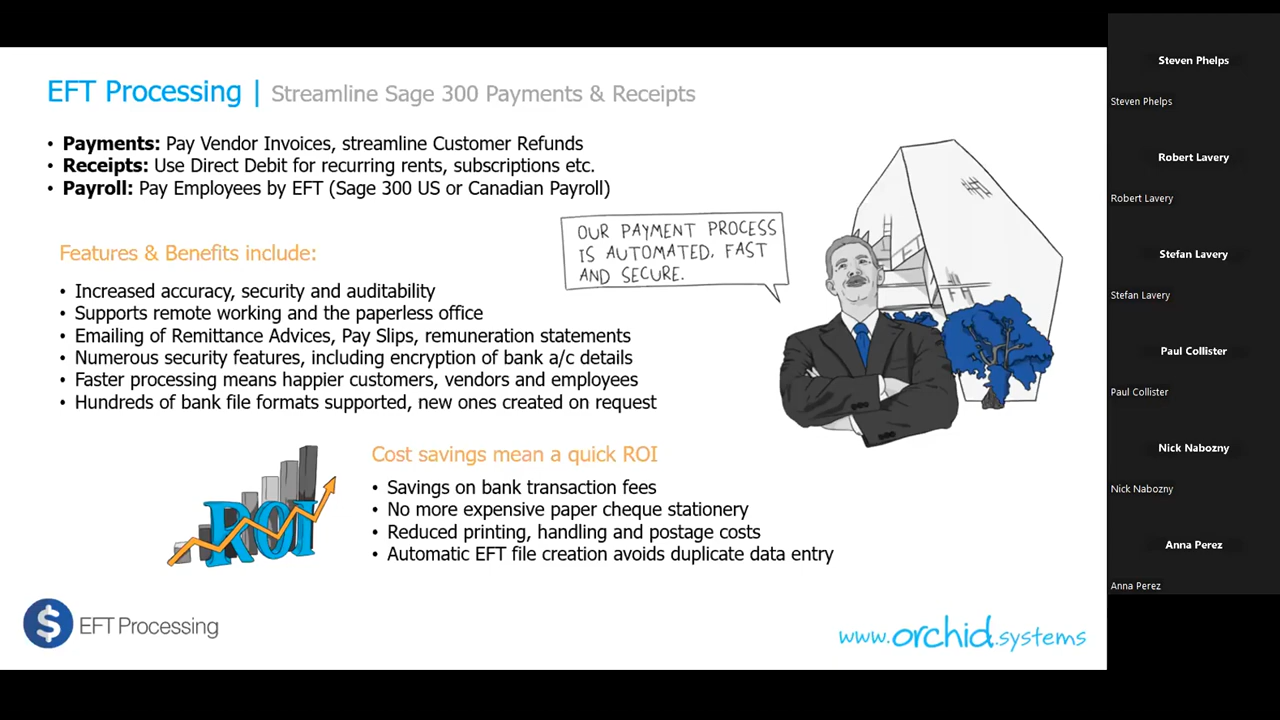 EFT Processing | Streamline Sage 300 Payments & Receipts
• Payments: Pay Vendor Invoices, streamline Customer Refunds
• Receipts: Use Direct Debit for recurring rents, subscriptions etc.
• Payroll: Pay Employees by EFT (Sage 300 US or Canadian Payroll)
OUR PAYMENT PROCESS
IS AUTOMATED, FAST
AND SECURE.
Features & Benefits include:
• Increased accuracy, security and auditability
• Supports remote working and the paperless office
• Emailing of Remittance Advices, Pay Slips, remuneration statements
• Numerous security features, including encryption of bank a/c details
• Faster processing means happier customers, vendors and employees
• Hundreds of bank file formats supported, new ones created on request
ROI
Cost savings mean a quick ROI
• Savings on bank transaction fees
• No more expensive paper cheque stationery
• Reduced printing, handling and postage costs
• Automatic EFT file creation avoids duplicate data entry
$ EFT Processing
www.orchid.systems
Steven Phelps
Steven Phelps
Robert Lavery
Robert Lavery
Stefan Lavery
Stefan Lavery
Paul Collister
Paul Collister
Nick Nabozny
Nick Nabozny
Anna Perez
Anna Perez